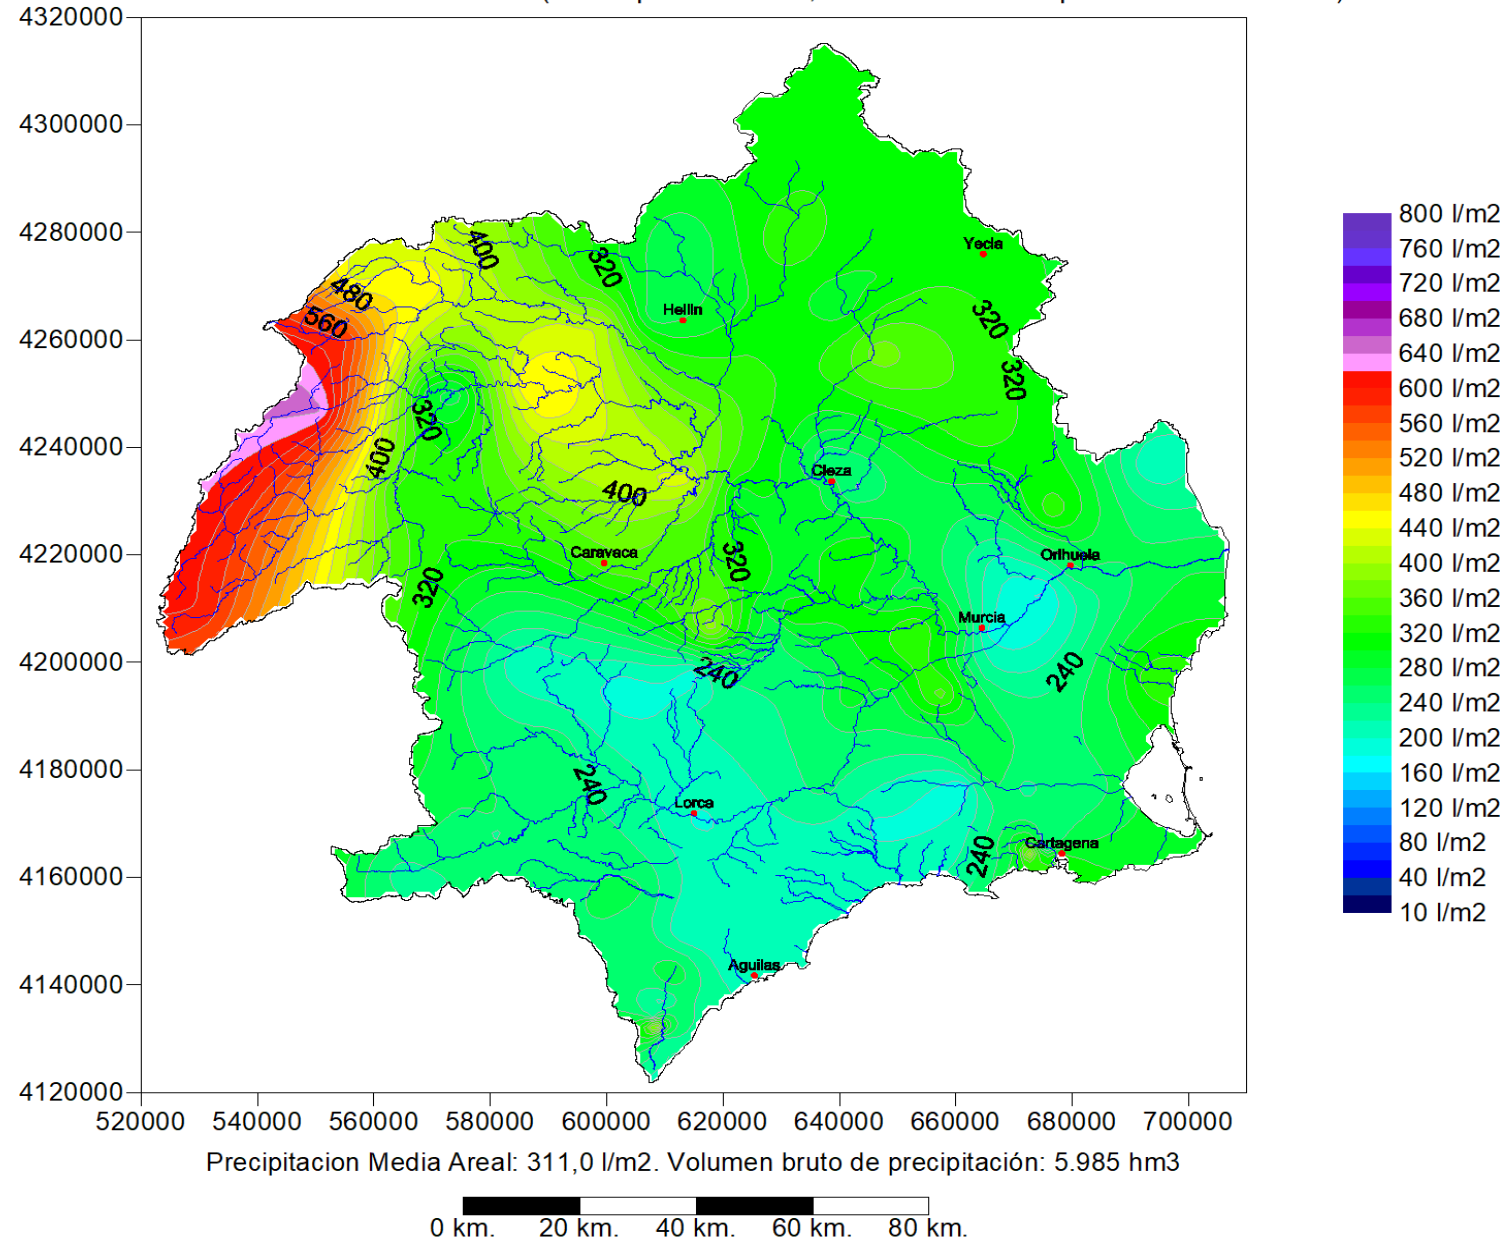 4320000
4300000
4280000
4260000
4240000
4220000
4200000
4180000
4160000
4140000
4120000
520000 540000 560000 580000 600000 620000 640000 660000 680000 700000
400
320
480
560
320
320
320
400
400
320
320
240
240
240
240
Yecla
Hellin
Cieza
Caravaca
Orihuela
Murcia
Lorca
Cartagena
Aguilas
800 l/m2
760 l/m2
720 l/m2
680 l/m2
640 l/m2
600 l/m2
560 l/m2
520 l/m2
480 l/m2
440 l/m2
400 l/m2
360 l/m2
320 l/m2
280 l/m2
240 l/m2
200 l/m2
160 l/m2
120 l/m2
80 l/m2
40 l/m2
10 l/m2
Precipitacion Media Areal: 311,0 l/m2. Volumen bruto de precipitación: 5.985 hm3
0 km. 20 km. 40 km. 60 km. 80 km.